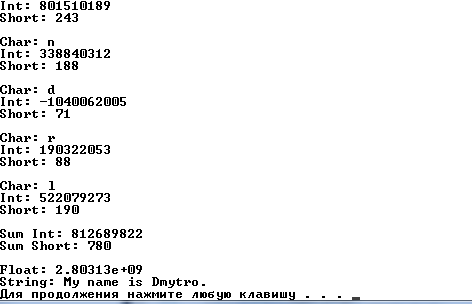 Int: 801510189
Short: 243
Char: n
Int: 338840312
Short: 188
Char: d
Int: -1040062005
Short: 71
Char: r
Int: 190322053
Short: 88
Char: l
Int: 522079273
Short: 190
Sum Int: 812689822
Sum Short: 780
Float: 2.80313e+09
String: My name is Dmytro.
Для продолжения нажмите любую клавишу . . .